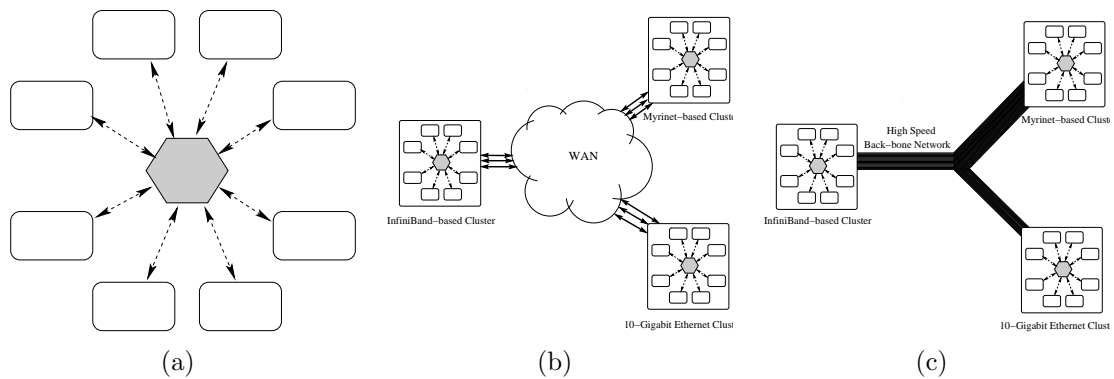 Myrinet–based Clust
WAN
InfiniBand–based Cluster
10–Gigabit Ethernet Clust
High Speed
Back–bone Network
Myrinet–based Clust
InfiniBand–based Cluster
10–Gigabit Ethernet Clust
(a)
(b)
(c)